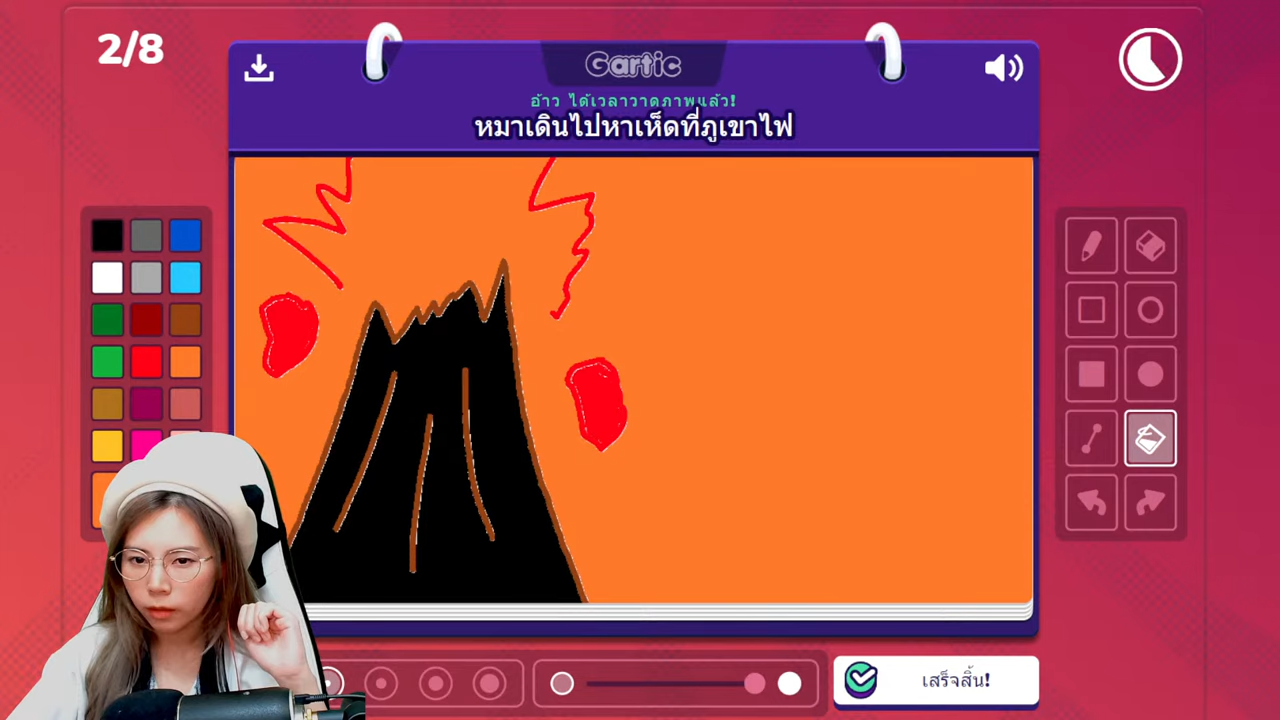 2/8
Gartic
อ้าว ได้เวลาวาดภาพแล้ว!
หมาเดินไปหาเห็ดที่ภูเขาไฟ
เสร็จสิ้น!